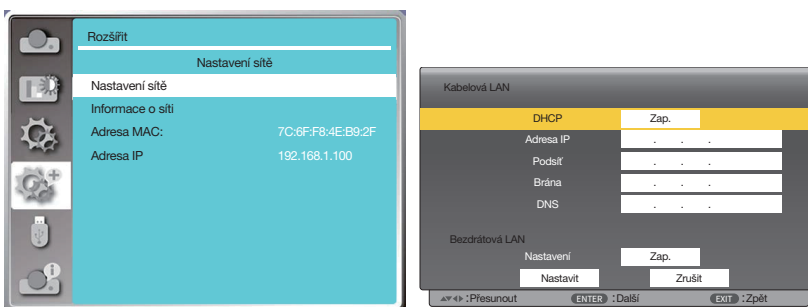 Rozšířit
Nastavení sítě
Nastavení sítě
Informace o síti
Adresa MAC: 7C:6F:F8:4E:B9:2F
Adresa IP 192.168.1.100
Kabelová LAN
DHCP Zap.
Adresa IP . . .
Podsíť . . .
Brána . . .
DNS . . .
Bezdrátová LAN
Nastavení Zap.
Nastavit Zrušit
:Přesunout ENTER :Další EXIT :Zpět